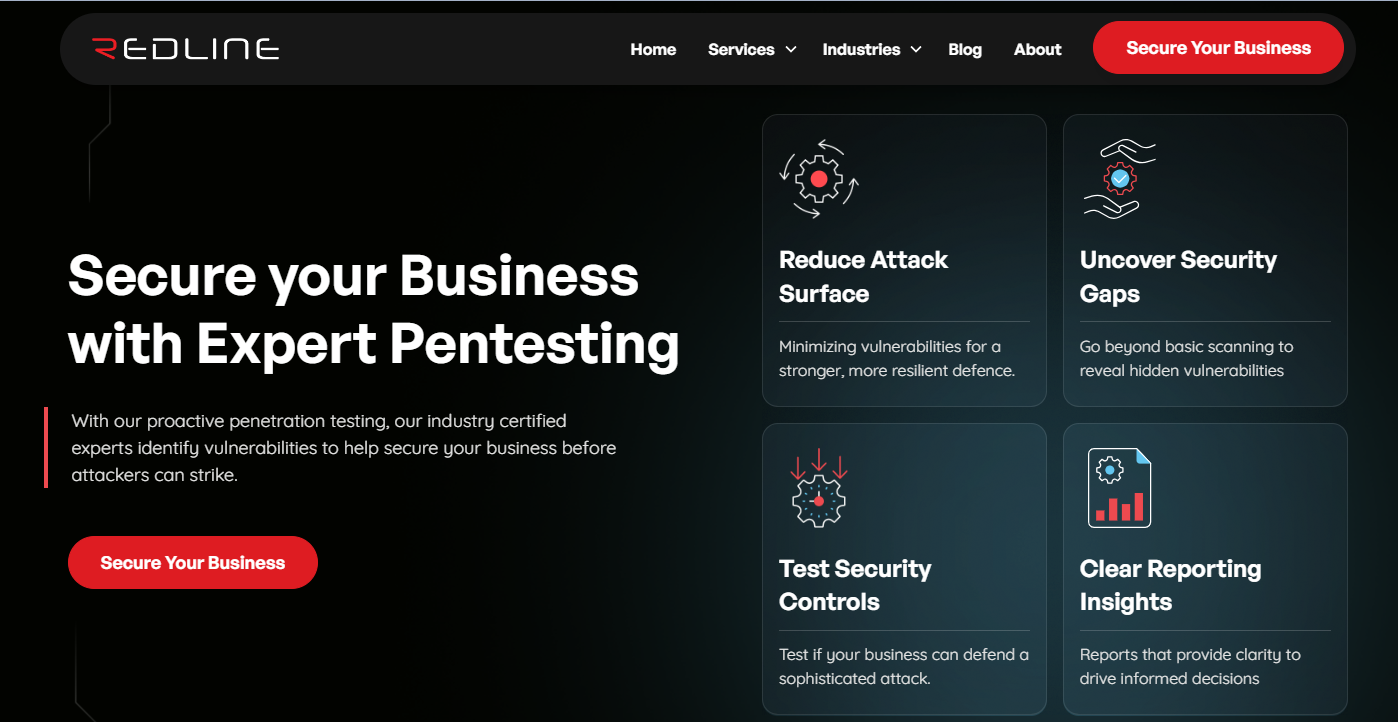 REDLINE
Home Services Industries Blog About Secure Your Business
Secure your Business
with Expert Pentesting
With our proactive penetration testing, our industry certified
experts identify vulnerabilities to help secure your business before
attackers can strike.
Secure Your Business
Reduce Attack
Surface
Minimizing vulnerabilities for a
stronger, more resilient defence.
Uncover Security
Gaps
Go beyond basic scanning to
reveal hidden vulnerabilities
Test Security
Controls
Test if your business can defend a
sophisticated attack.
Clear Reporting
Insights
Reports that provide clarity to
drive informed decisions